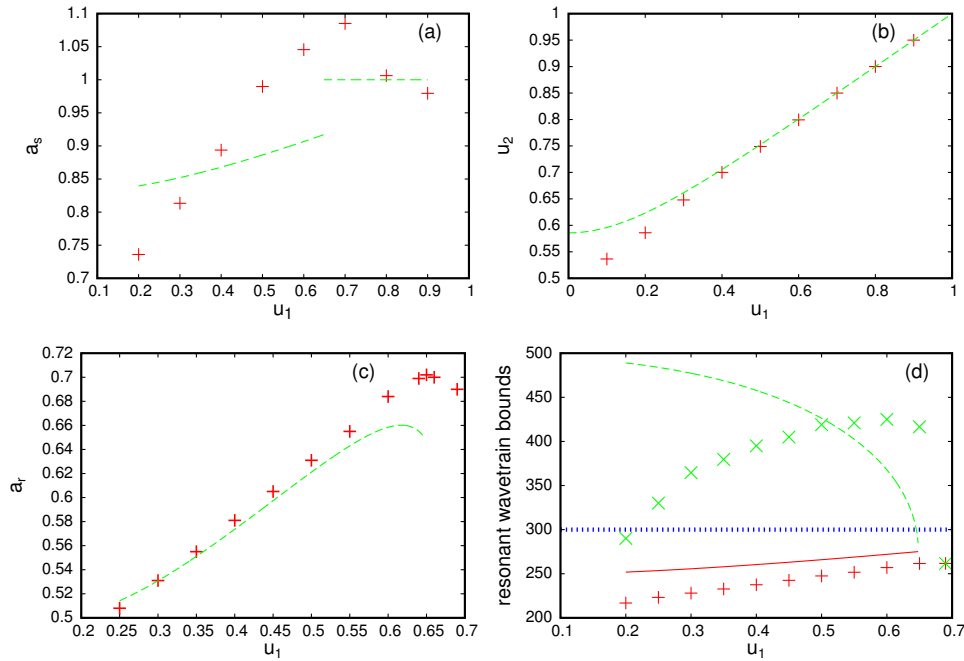 1.1
1.05
1
0.95
0.9
0.85
0.8
0.75
0.7
0.1 0.2 0.3 0.4 0.5 0.6 0.7 0.8 0.9 1
a_s
u_1
(a)
1
0.95
0.9
0.85
0.8
0.75
0.7
0.65
0.6
0.55
0.5
0 0.2 0.4 0.6 0.8 1
u_2
u_1
(b)
0.72
0.7
0.68
0.66
0.64
0.62
0.6
0.58
0.56
0.54
0.52
0.5
0.2 0.25 0.3 0.35 0.4 0.45 0.5 0.55 0.6 0.65 0.7
a_r
u_1
(c)
500
450
400
350
300
250
200
0.1 0.2 0.3 0.4 0.5 0.6 0.7
resonant wavetrain bounds
u_1
(d)